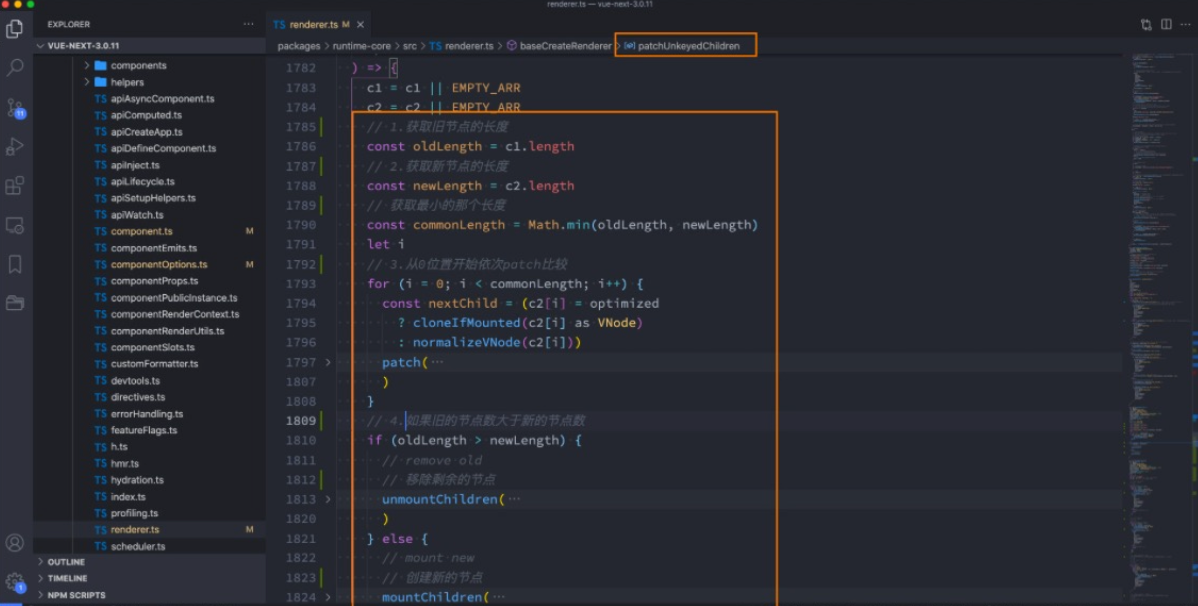 renderer.ts — vue-next-3.0.11
EXPLORER
VUE-NEXT-3.0.11
components
helpers
TS apiAsyncComponent.ts
TS apiComputed.ts
TS apiCreateApp.ts
TS apiDefineComponent.ts
TS apiInject.ts
TS apiLifecycle.ts
TS apiSetupHelpers.ts
TS apiWatch.ts
TS component.ts M
TS componentEmits.ts
TS componentOptions.ts M
TS componentProps.ts
TS componentPublicInstance.ts
TS componentRenderContext.ts
TS componentRenderUtils.ts
TS componentSlots.ts
TS customFormatter.ts
TS devtools.ts
TS directives.ts
TS errorHandling.ts
TS featureFlags.ts
TS h.ts
TS hmr.ts
TS hydration.ts
TS index.ts
TS profiling.ts
TS renderer.ts M
TS scheduler.ts
OUTLINE
TIMELINE
NPM SCRIPTS
11
1
TS renderer.ts M ×
packages > runtime-core > src > TS renderer.ts > baseCreateRenderer > patchUnkeyedChildren
1782 ) => {
1783 c1 = c1 || EMPTY_ARR
1784 c2 = c2 || EMPTY_ARR
1785 // 1.获取旧节点的长度
1786 const oldLength = c1.length
1787 // 2.获取新节点的长度
1788 const newLength = c2.length
1789 // 获取最小的那个长度
1790 const commonLength = Math.min(oldLength, newLength)
1791 let i
1792 // 3.从0位置开始依次patch比较
1793 for (i = 0; i < commonLength; i++) {
1794 const nextChild = (c2[i] = optimized
1795 ? cloneIfMounted(c2[i] as VNode)
1796 : normalizeVNode(c2[i]))
1797 patch(…
1807 )
1808 }
1809 // 4.如果旧的节点数大于新的节点数
1810 if (oldLength > newLength) {
1811 // remove old
1812 // 移除剩余的节点
1813 unmountChildren(…
1820 )
1821 } else {
1822 // mount new
1823 // 创建新的节点
1824 mountChildren(…